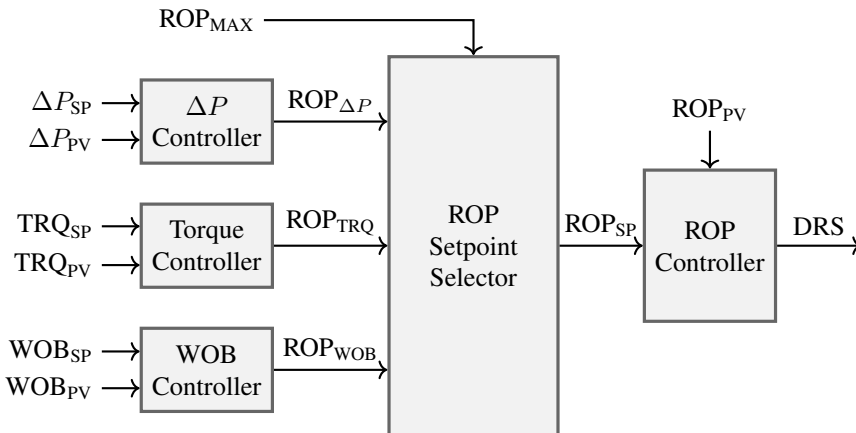 ROP_MAX
ΔP_SP
ΔP_PV
ΔP
Controller
ROP_ΔP
TRQ_SP
TRQ_PV
Torque
Controller
ROP_TRQ
WOB_SP
WOB_PV
WOB
Controller
ROP_WOB
ROP
Setpoint
Selector
ROP_SP
ROP_PV
ROP
Controller
DRS